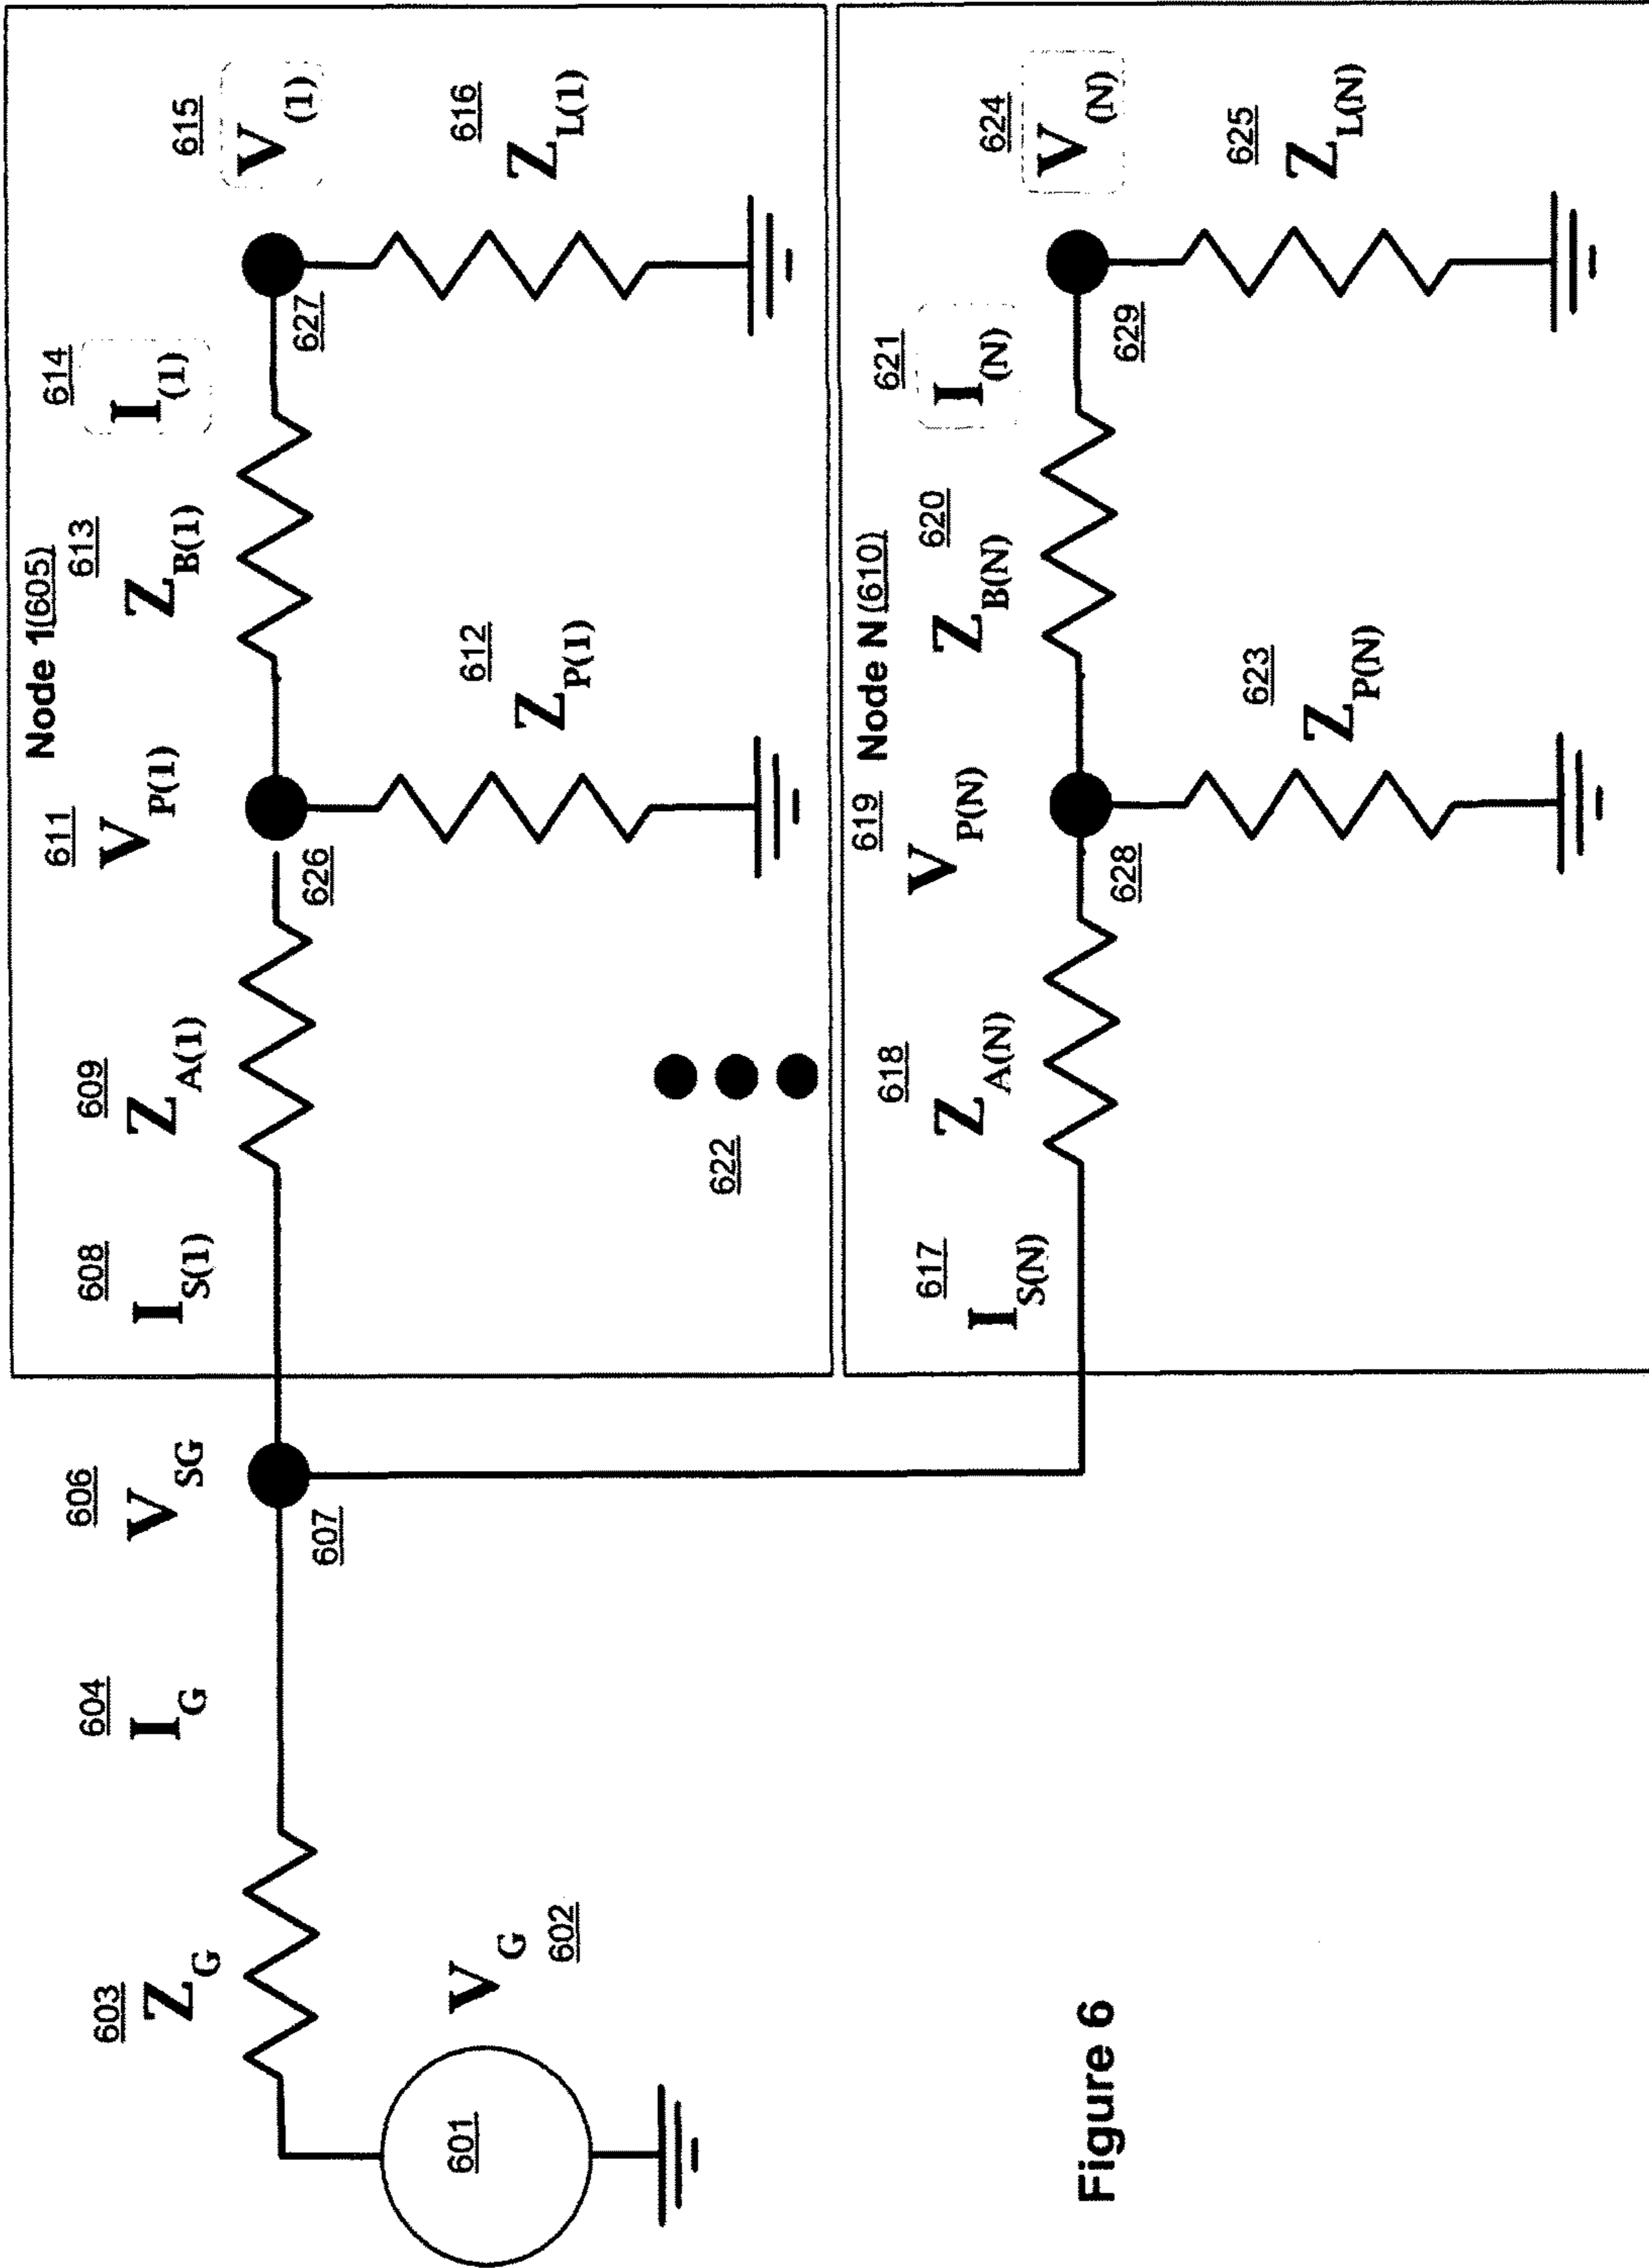 603
Z_G
604
I_G
606
V_SG
607
601
V_G
602
Node 1(605)
608
I_S(1)
609
Z_A(1)
611
V_P(1)
613
Z_B(1)
614
I_(1)
615
V_(1)
626
627
612
Z_P(1)
616
Z_L(1)
622
Node N (610)
617
I_S(N)
618
Z_A(N)
619
V_P(N)
620
Z_B(N)
621
I_(N)
624
V_(N)
628
629
623
Z_P(N)
625
Z_L(N)
Figure 6